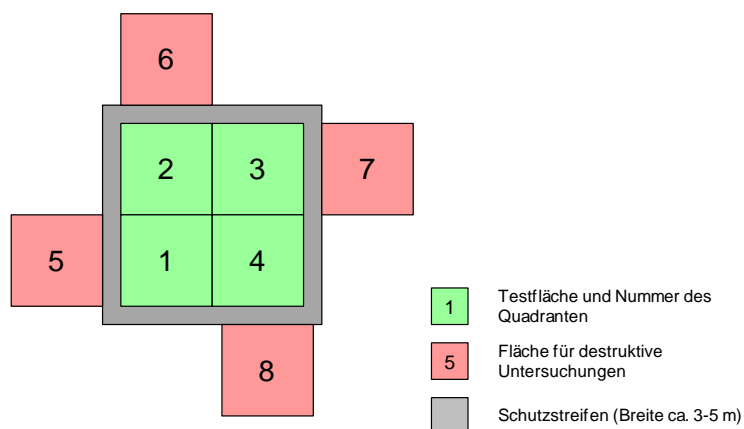 6
2
3
7
5
1
4
8
1
Testfläche und Nummer des
Quadranten
5
Fläche für destruktive
Untersuchungen
Schutzstreifen (Breite ca. 3-5 m)